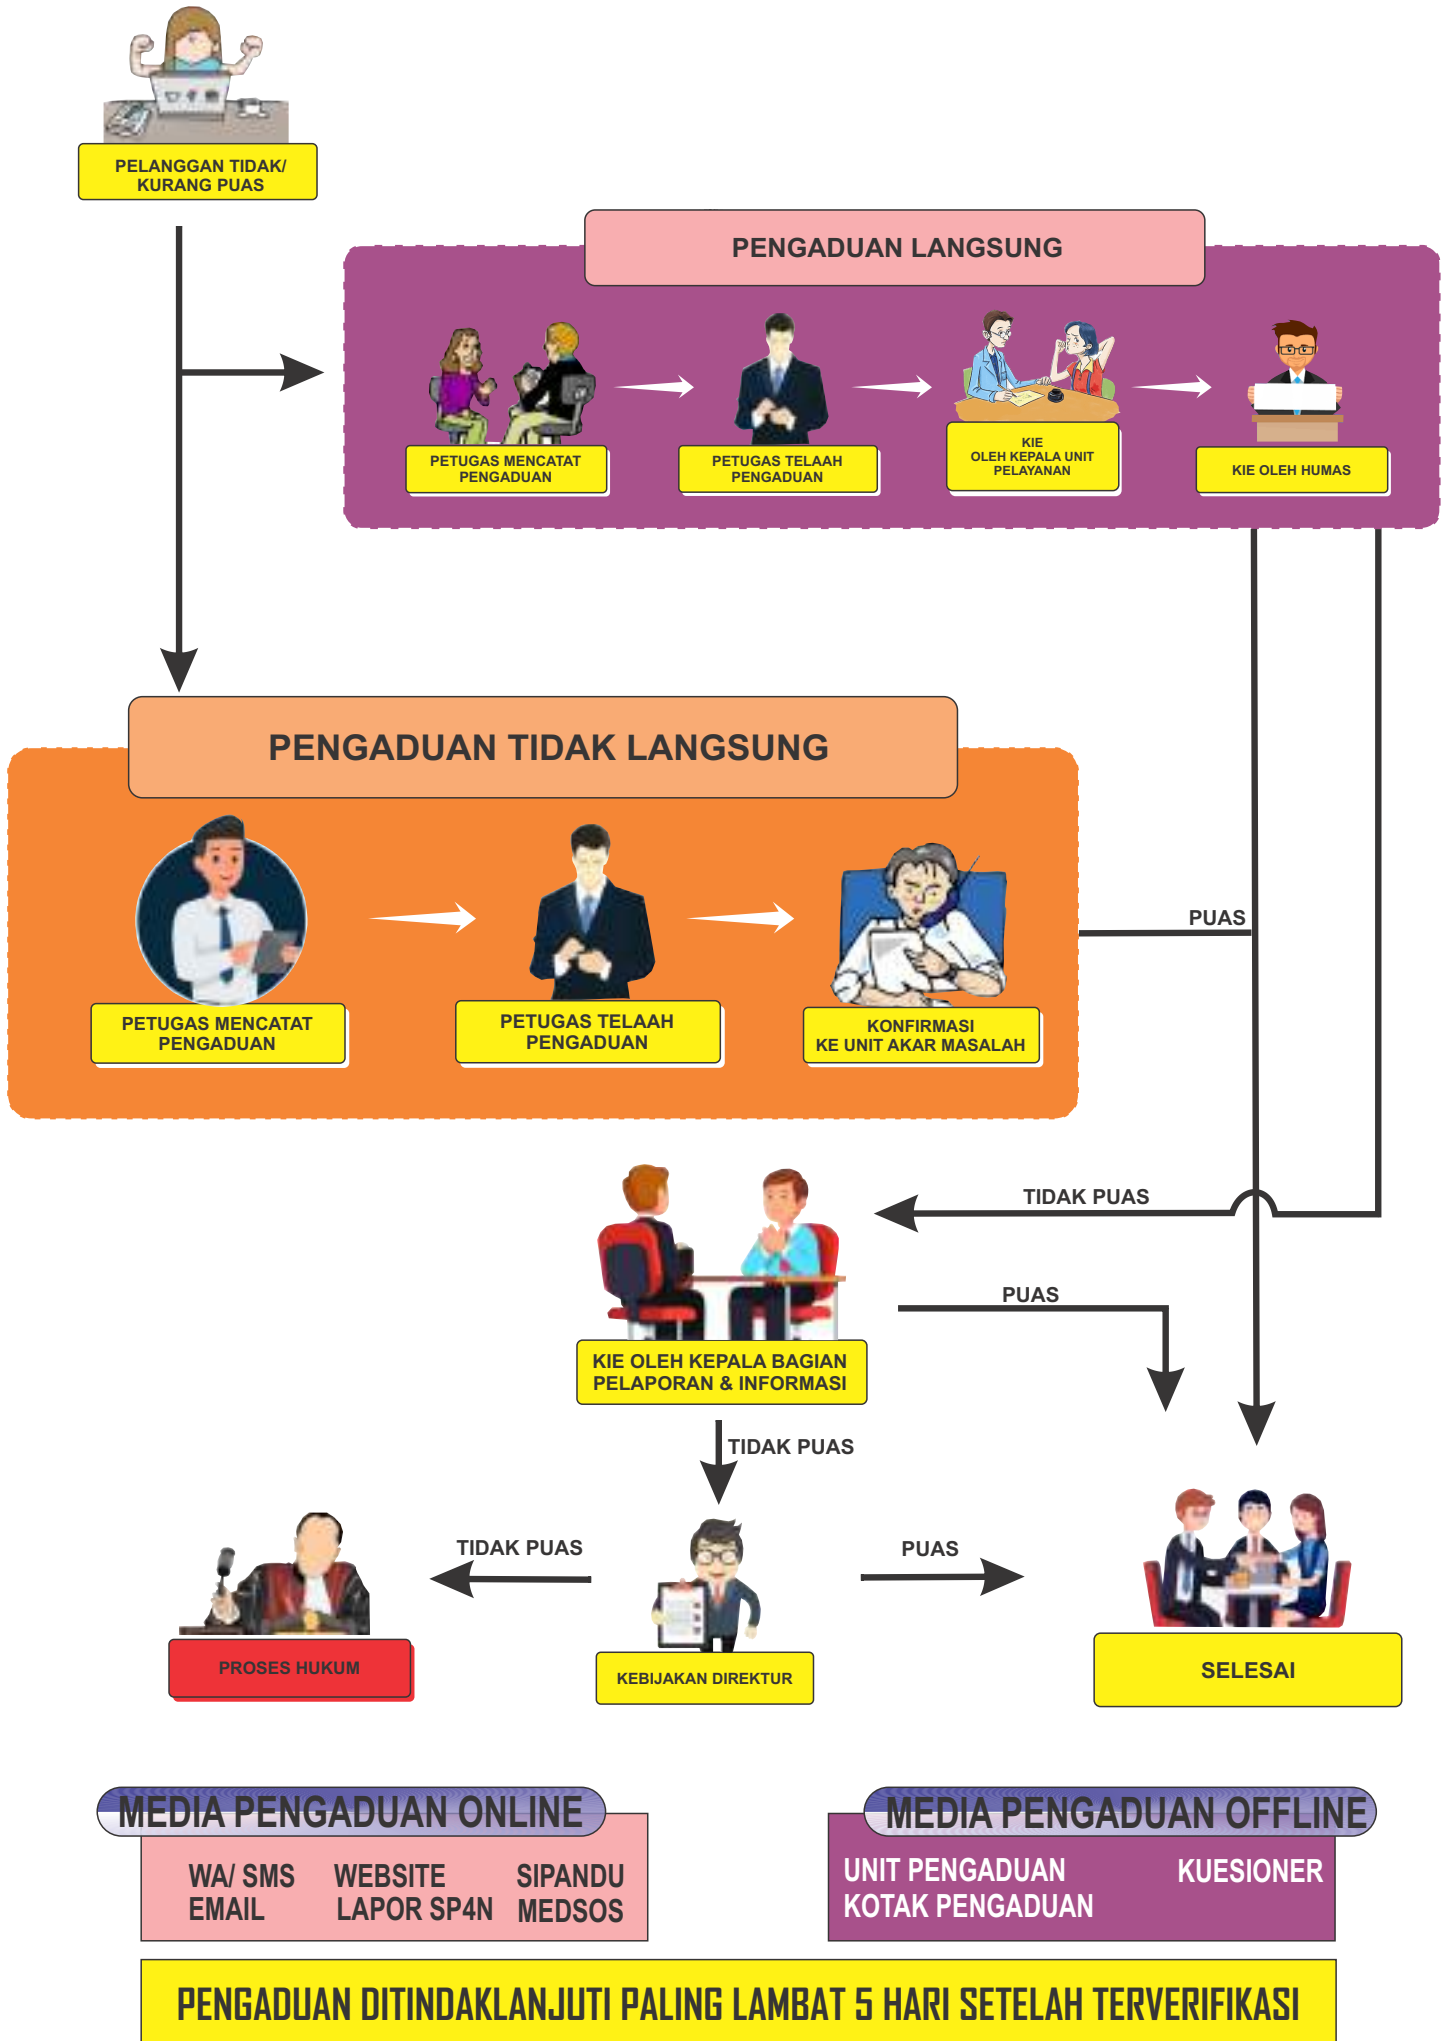 PELANGGAN TIDAK/
KURANG PUAS
PENGADUAN LANGSUNG
PETUGAS MENCATAT
PENGADUAN
PETUGAS TELAAH
PENGADUAN
KIE
OLEH KEPALA UNIT
PELAYANAN
KIE OLEH HUMAS
PENGADUAN TIDAK LANGSUNG
PETUGAS MENCATAT
PENGADUAN
PETUGAS TELAAH
PENGADUAN
KONFIRMASI
KE UNIT AKAR MASALAH
PUAS
TIDAK PUAS
PUAS
KIE OLEH KEPALA BAGIAN
PELAPORAN & INFORMASI
TIDAK PUAS
TIDAK PUAS
PUAS
PROSES HUKUM
KEBIJAKAN DIREKTUR
SELESAI
MEDIA PENGADUAN ONLINE
WA/ SMS WEBSITE SIPANDU
EMAIL LAPOR SP4N MEDSOS
MEDIA PENGADUAN OFFLINE
UNIT PENGADUAN KUESIONER
KOTAK PENGADUAN
PENGADUAN DITINDAKLANJUTI PALING LAMBAT 5 HARI SETELAH TERVERIFIKASI